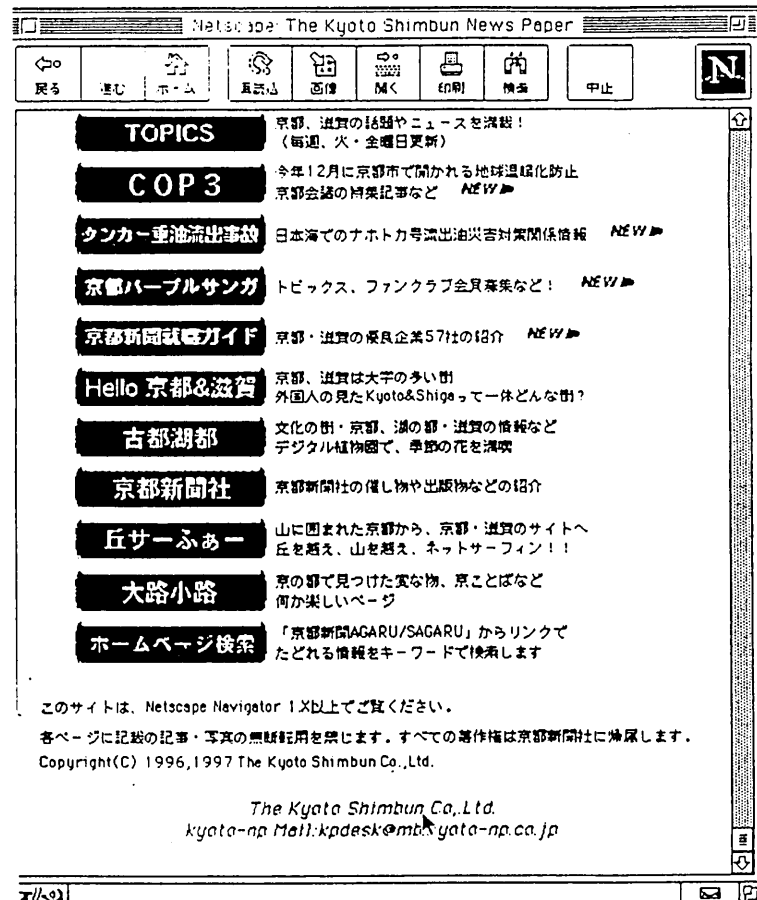 Netscape: The Kyoto Shimbun News Paper
戻る 進む ホーム 再読込 画像 開く 印刷 検索 中止
N
TOPICS
京都、滋賀の話題やニュースを満載！
（毎週、火・金曜日更新）
COP3
今年12月に京都市で開かれる地球温暖化防止
京都会議の特集記事など NEW
タンカー重油流出事故
日本海でのナホトカ号流出油災害対策関係情報 NEW
京都パープルサンガ
トピックス、ファンクラブ会員募集など！ NEW
京都新聞就職ガイド
京都・滋賀の優良企業57社の紹介 NEW
Hello 京都&滋賀
京都、滋賀は大学の多い街
外国人の見たKyoto&Shigaって一体どんな街？
古都湖都
文化の街・京都、湖の都・滋賀の情報など
デジタル植物園で、季節の花を満喫
京都新聞社
京都新聞社の催し物や出版物などの紹介
丘サーふぁー
山に囲まれた京都から、京都・滋賀のサイトへ
丘を越え、山を越え、ネットサーフィン！！
大路小路
京の都で見つけた変な物、京ことばなど
何か楽しいページ
ホームページ検索
「京都新聞AGARU/SAGARU」からリンクで
たどれる情報をキーワードで検索します
このサイトは、Netscape Navigator 1.X以上でご覧ください。
各ページに記載の記事・写真の無断転用を禁じます。すべての著作権は京都新聞社に帰属します。
Copyright(C) 1996,1997 The Kyoto Shimbun Co.,Ltd.
The Kyoto Shimbun Co,.Ltd.
kyoto-np Mail:kpdesk@mb.kyoto-np.co.jp